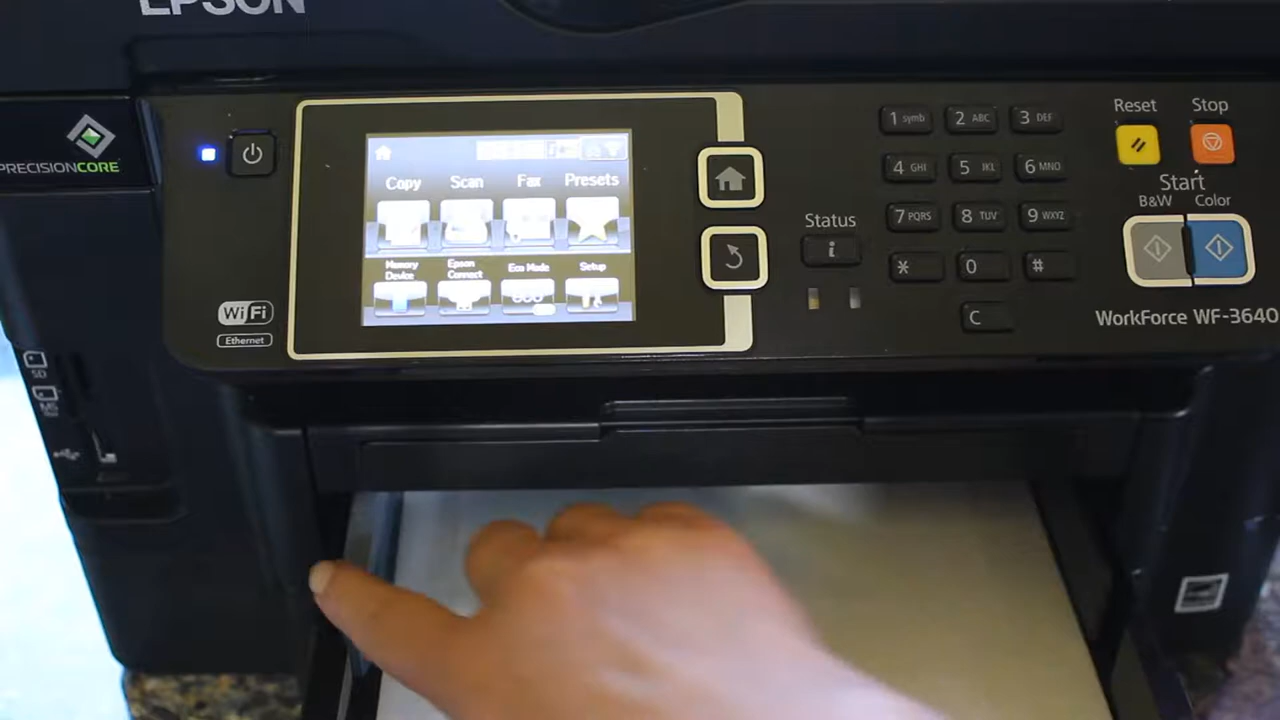 EPSON
PRECISIONCORE
Copy Scan Fax Presets
Memory Device
Epson Connect
Eco Mode
Setup
WiFi
Ethernet
SD
MS
Status
i
1 symb 2 ABC 3 DEF
4 GHI 5 JKL 6 MNO
7 PQRS 8 TUV 9 WXYZ
* 0 #
C
Reset Stop
Start
B&W Color
WorkForce WF-3640